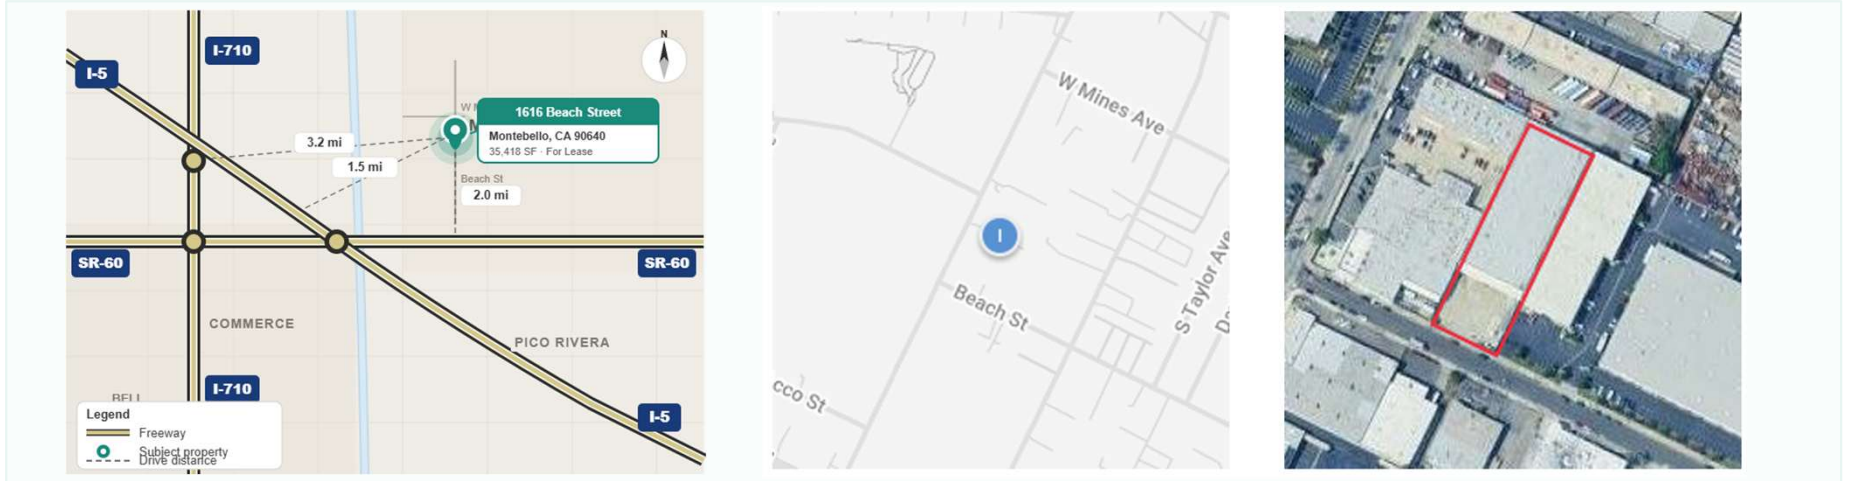 I-710
N
I-5
W M
1616 Beach Street
Montebello, CA 90640
35,418 SF · For Lease
3.2 mi
1.5 mi
Beach St
2.0 mi
SR-60
SR-60
COMMERCE
PICO RIVERA
I-710
BELL
I-5
Legend
Freeway
Subject property
Drive distance
W Mines Ave
I
Beach St
S Taylor Ave
cco St